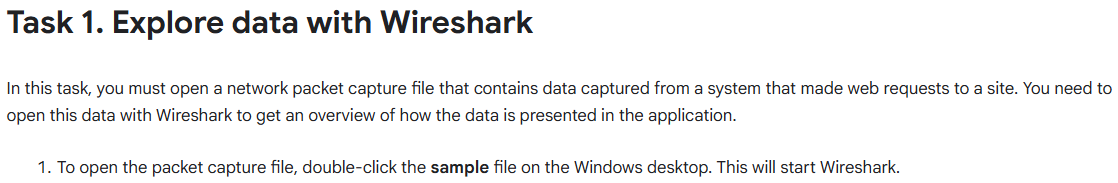 Task 1. Explore data with Wireshark
In this task, you must open a network packet capture file that contains data captured from a system that made web requests to a site. You need to
open this data with Wireshark to get an overview of how the data is presented in the application.
1. To open the packet capture file, double-click the sample file on the Windows desktop. This will start Wireshark.